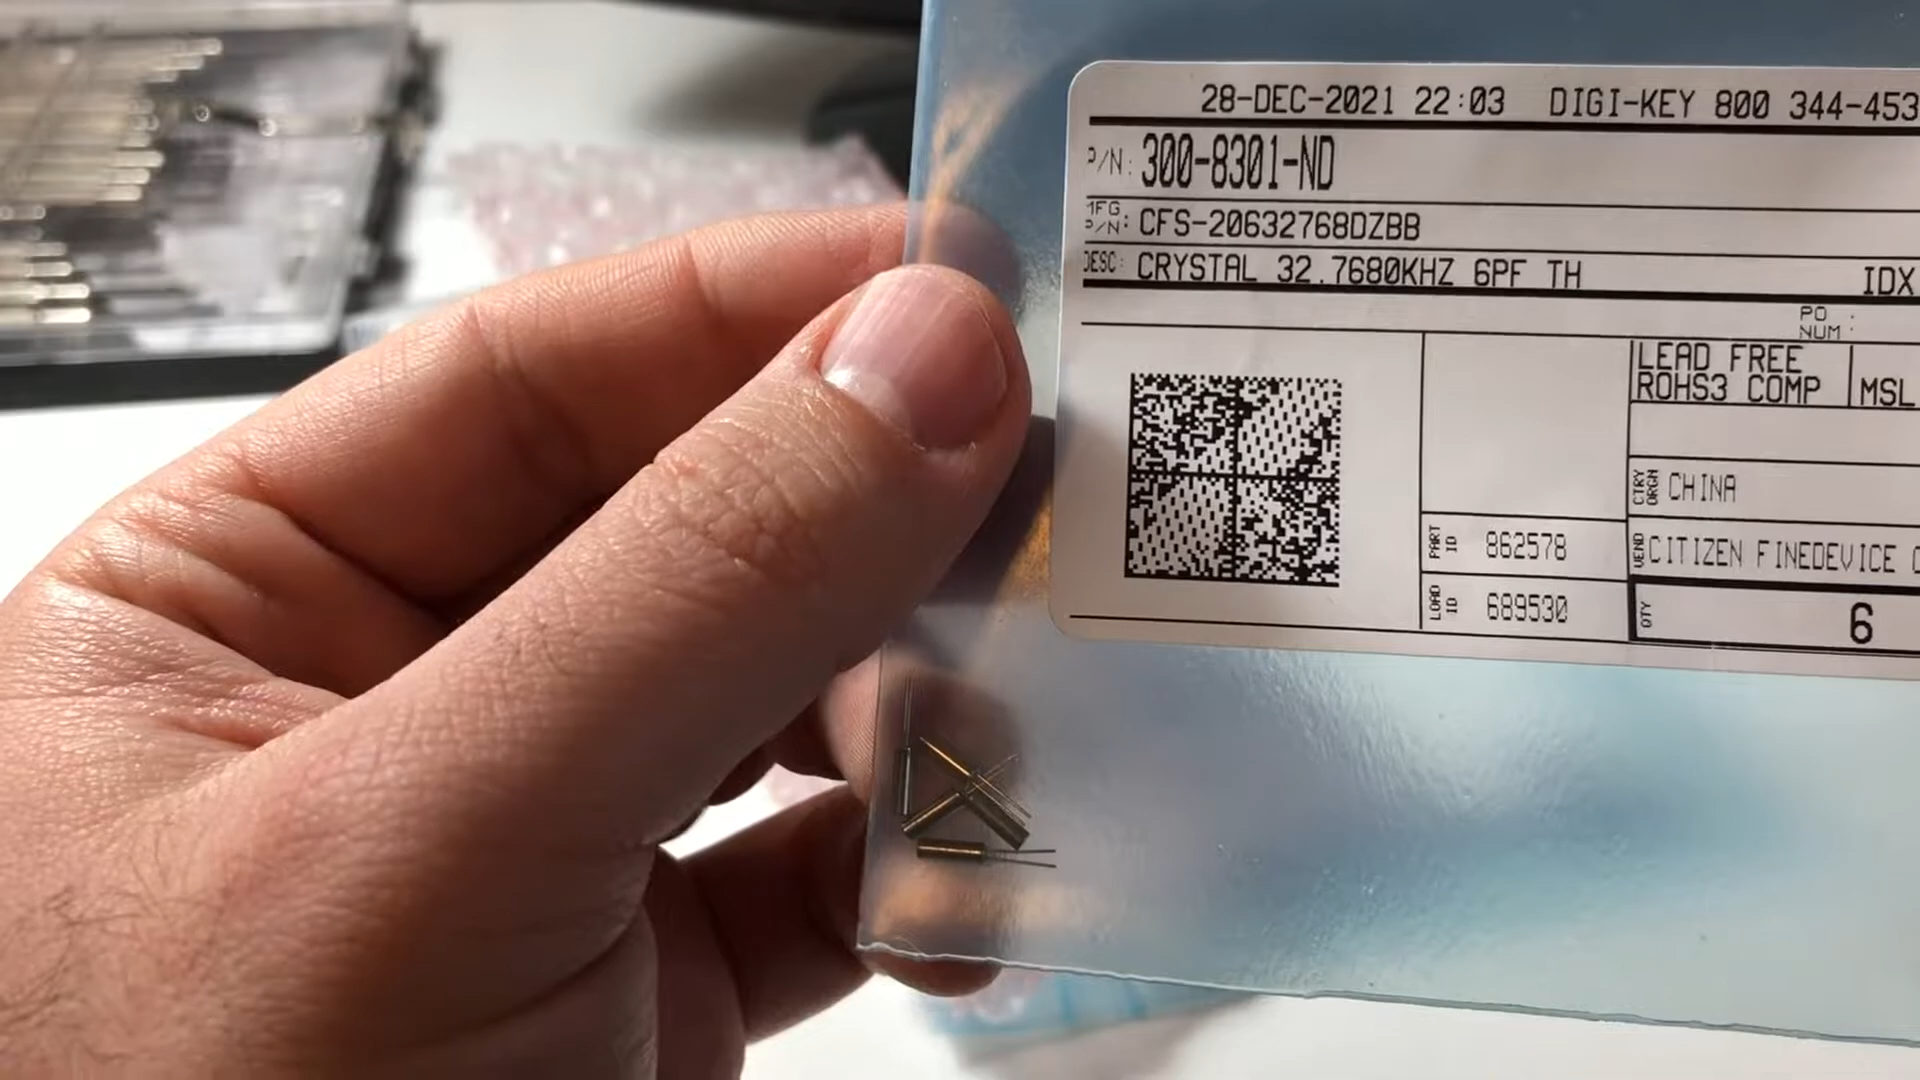 28-DEC-2021 22:03 DIGI-KEY 800 344-453
P/N: 300-8301-ND
MFG P/N: CFS-20632768DZBB
DESC: CRYSTAL 32.7680KHZ 6PF TH IDX
PO NUM :
LEAD FREE
ROHS3 COMP MSL
CTRY ORGN CHINA
PART ID 862578
VEND CITIZEN FINEDEVICE
LOAD ID 689530
QTY 6